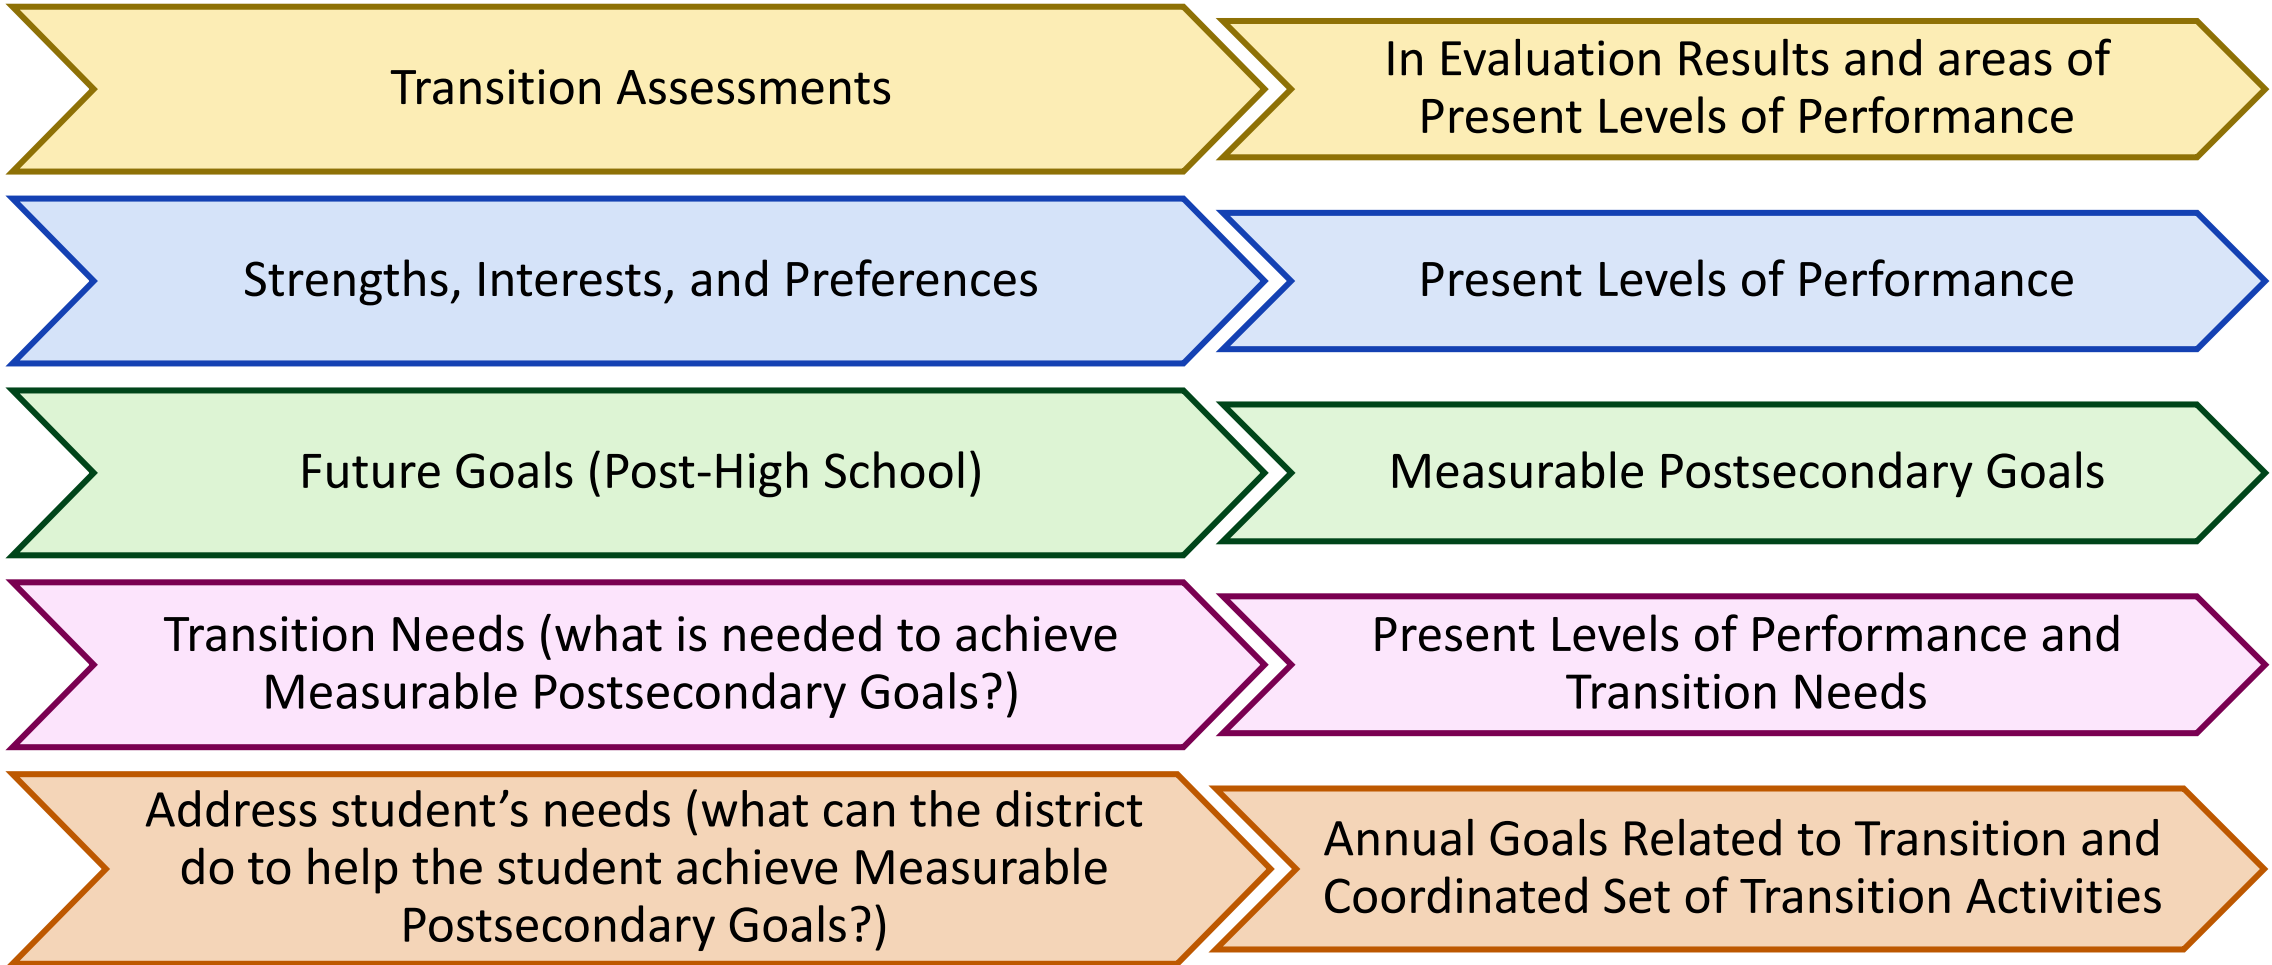 Transition Assessments
In Evaluation Results and areas of
Present Levels of Performance
Strengths, Interests, and Preferences
Present Levels of Performance
Future Goals (Post-High School)
Measurable Postsecondary Goals
Transition Needs (what is needed to achieve
Measurable Postsecondary Goals?)
Present Levels of Performance and
Transition Needs
Address student’s needs (what can the district
do to help the student achieve Measurable
Postsecondary Goals?)
Annual Goals Related to Transition and
Coordinated Set of Transition Activities